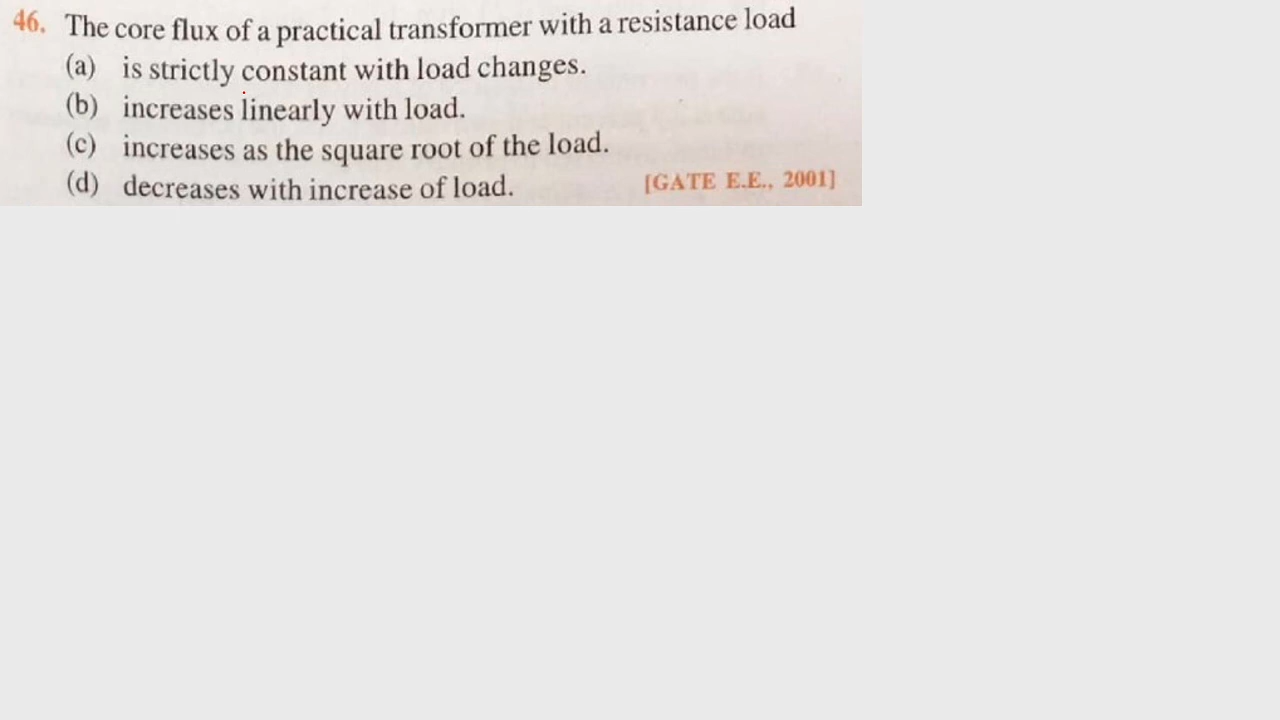 46. The core flux of a practical transformer with a resistance load
(a) is strictly constant with load changes.
(b) increases linearly with load.
(c) increases as the square root of the load.
(d) decreases with increase of load. [GATE E.E., 2001]